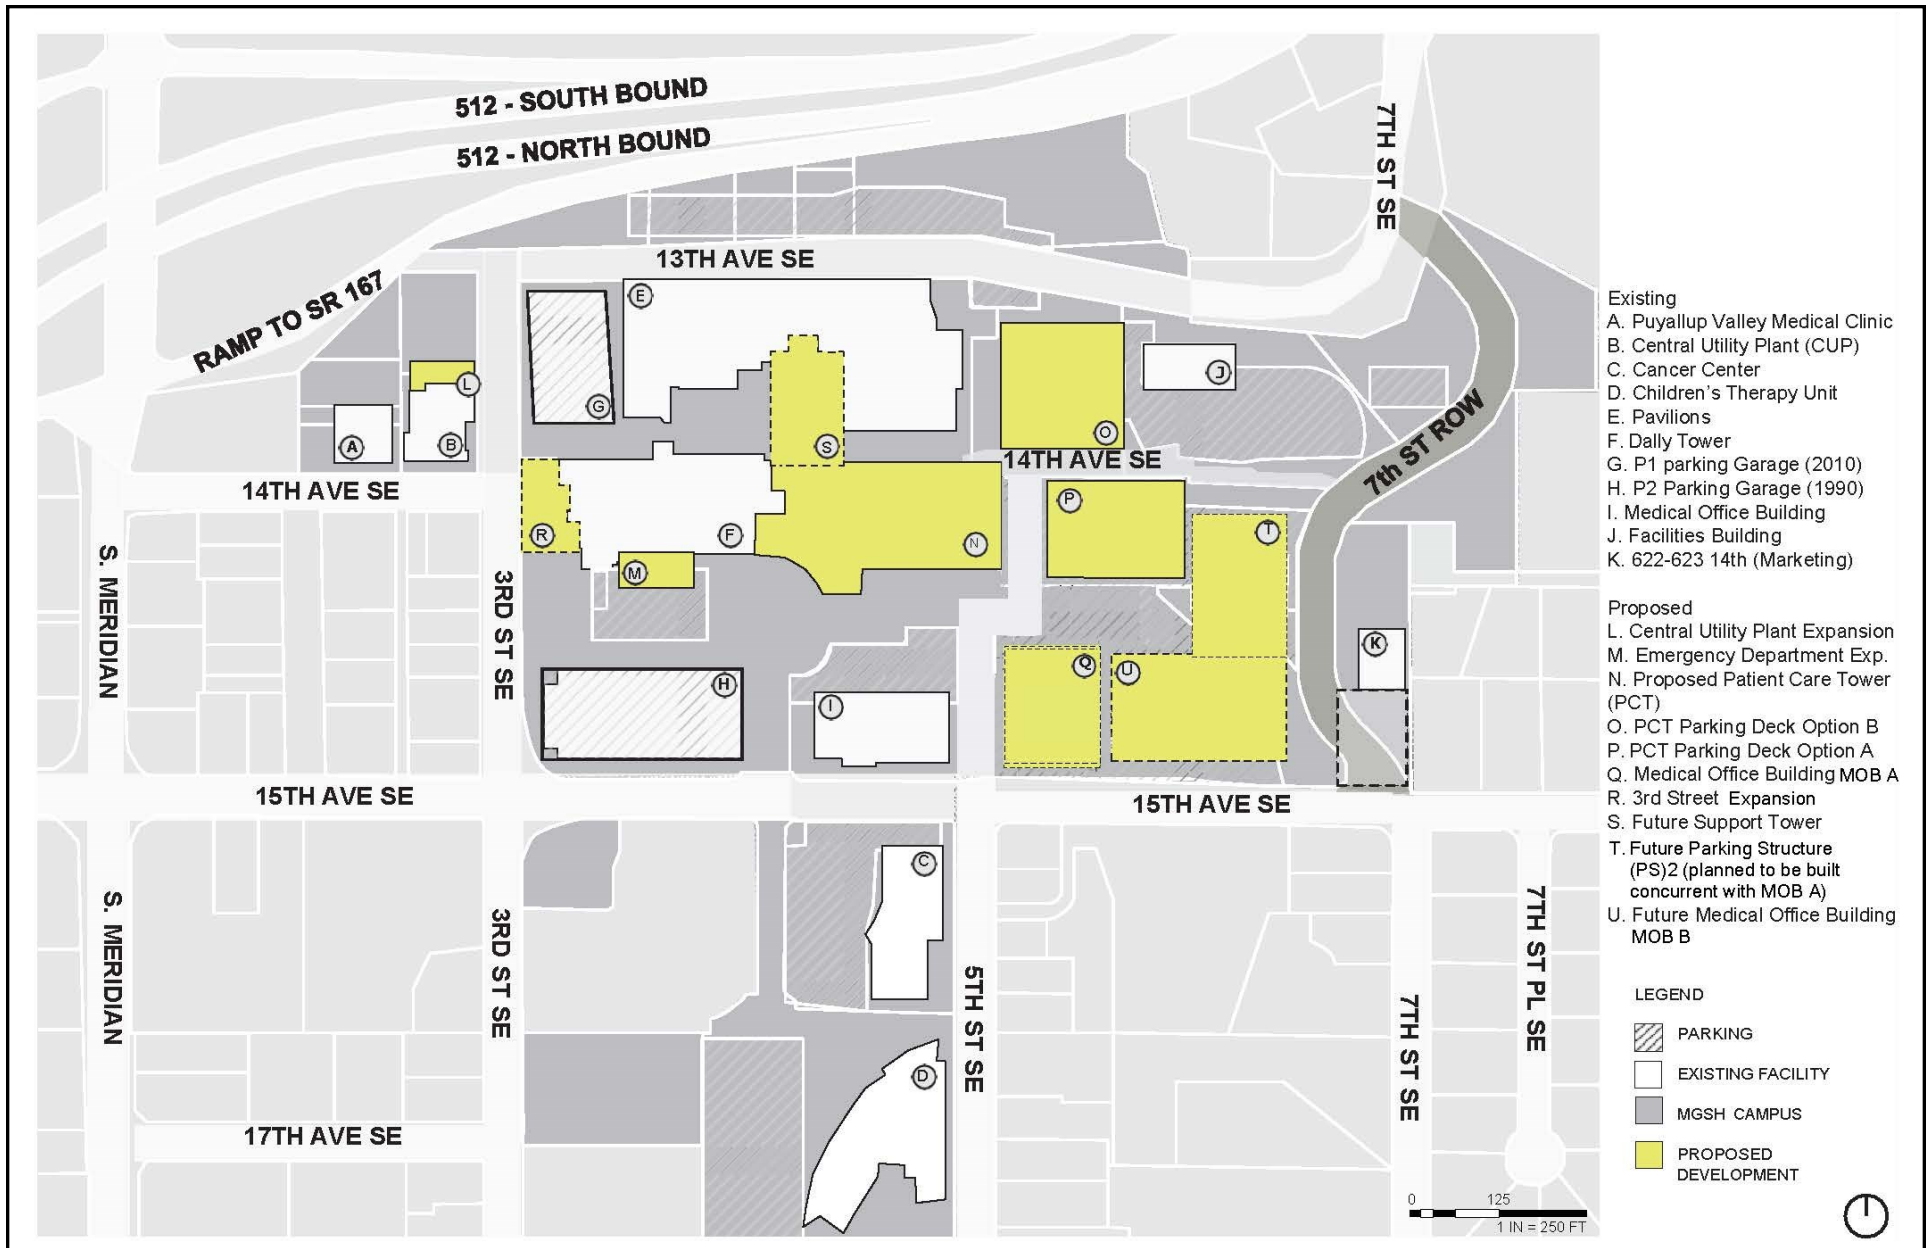 512 - SOUTH BOUND
512 - NORTH BOUND
7TH ST SE
13TH AVE SE
RAMP TO SR 167
E
G
L
A
B
S
O
J
14TH AVE SE
14TH AVE SE
7th ST ROW
R
F
M
N
P
T
S. MERIDIAN
3RD ST SE
H
I
Q
U
K
15TH AVE SE
15TH AVE SE
C
D
S. MERIDIAN
3RD ST SE
5TH ST SE
7TH ST SE
7TH ST PL SE
17TH AVE SE
Existing
A. Puyallup Valley Medical Clinic
B. Central Utility Plant (CUP)
C. Cancer Center
D. Children's Therapy Unit
E. Pavilions
F. Dally Tower
G. P1 parking Garage (2010)
H. P2 Parking Garage (1990)
I. Medical Office Building
J. Facilities Building
K. 622-623 14th (Marketing)
Proposed
L. Central Utility Plant Expansion
M. Emergency Department Exp.
N. Proposed Patient Care Tower
(PCT)
O. PCT Parking Deck Option B
P. PCT Parking Deck Option A
Q. Medical Office Building MOB A
R. 3rd Street Expansion
S. Future Support Tower
T. Future Parking Structure
(PS)2 (planned to be built
concurrent with MOB A)
U. Future Medical Office Building
MOB B
LEGEND
PARKING
EXISTING FACILITY
MGSH CAMPUS
PROPOSED
DEVELOPMENT
0 125
1 IN = 250 FT